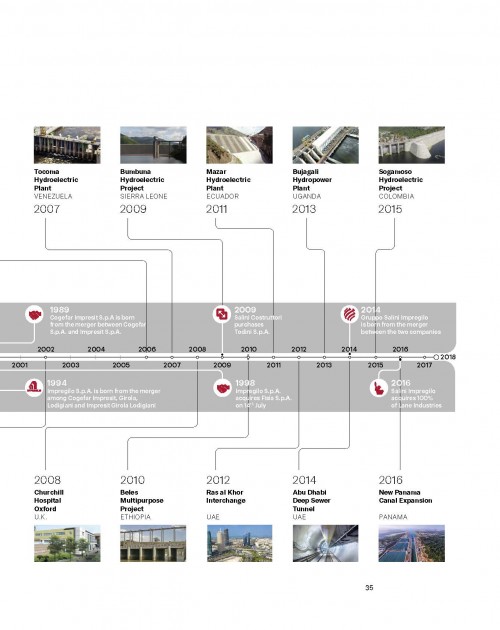 Tocoma
Hydroelectric
Plant
VENEZUELA
2007
Bumbuna
Hydroelectric
Project
SIERRA LEONE
2009
Mazar
Hydroelectric
Plant
ECUADOR
2011
Bujagali
Hydropower
Plant
UGANDA
2013
Sogamoso
Hydroelectric
Project
COLOMBIA
2015
1989
Cogefar Impresit S.p.A is born
from the merger between Cogefar
S.p.A. and Impresit S.p.A.
2009
Salini Costruttori
purchases
Todini S.p.A.
2014
Gruppo Salini Impregilo
is born from the merger
between the two companies
2002
2004
2006
2008
2010
2012
2014
2016
2018
2001
2003
2005
2007
2009
2011
2013
2015
2017
1994
Impregilo S.p.A. is born from the merger
among Cogefar Impresit, Girola,
Lodigiani and Impresit Girola Lodigiani
1998
Impregilo S.p.A.
acquires Fisia S.p.A.
on 14th July
2016
Salini Impregilo
acquires 100%
of Lane Industries
2008
Churchill
Hospital
Oxford
U.K.
2010
Beles
Multipurpose
Project
ETHIOPIA
2012
Ras al Khor
Interchange
UAE
2014
Abu Dhabi
Deep Sewer
Tunnel
UAE
2016
New Panama
Canal Expansion
PANAMA
35